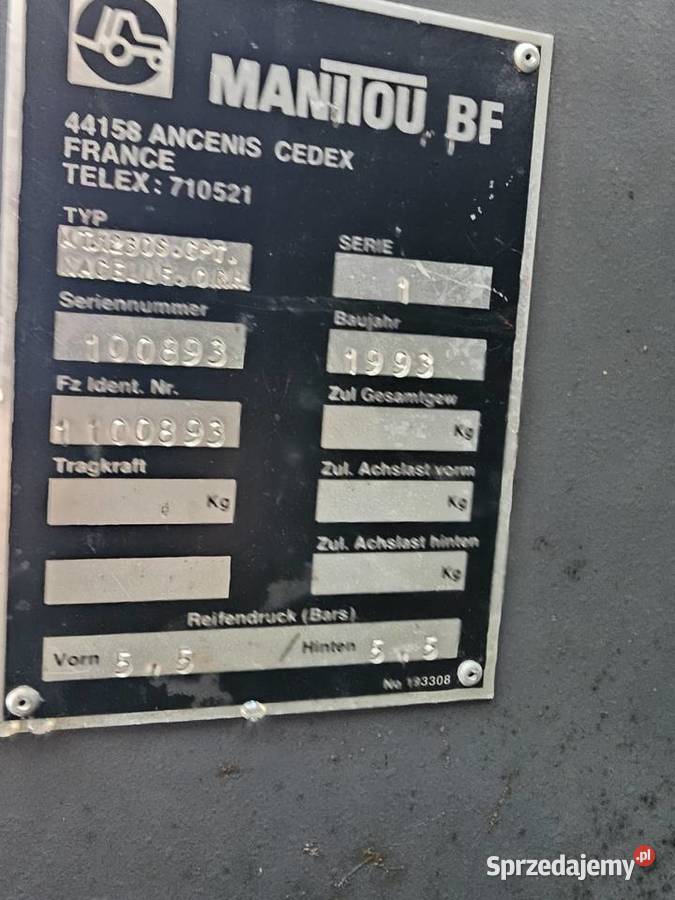 MANITOU BF
44158 ANCENIS CEDEX
FRANCE
TELEX: 710521
TYP
SERIE
1
Seriennummer
100893
Baujahr
1993
Fz Ident. Nr.
1100893
Zul Gesamtgew
Kg
Tragkraft
Kg
Zul. Achslast vorm
Kg
Zul. Achslast hinten
Kg
Reifendruck (Bars)
Vorn 5,5 / Hinten 5,5
No 193308
Sprzedajemy.pl